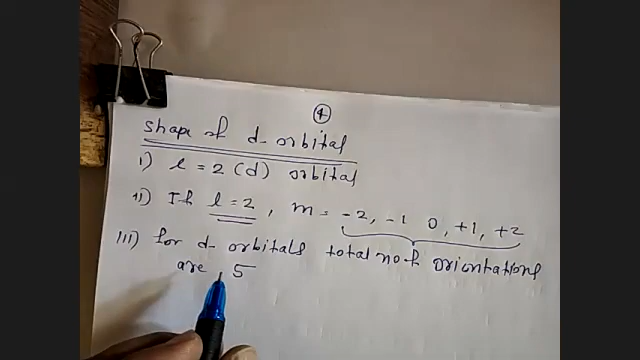 4
Shape of d-orbital
i) l = 2 (d) orbital
ii) If l = 2, m = -2, -1 0, +1, +2
iii) for d-orbitals total no of orientations
are 5